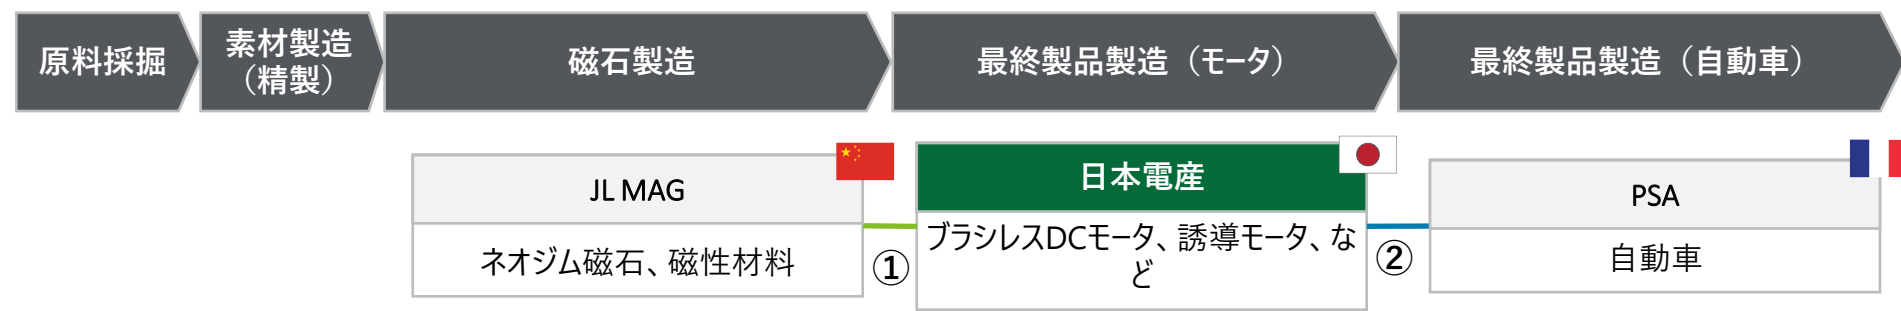 原料採掘
素材製造
（精製）
磁石製造
最終製品製造（モータ）
最終製品製造（自動車）
JL MAG
ネオジム磁石、磁性材料
①
日本電産
ブラシレスDCモータ、誘導モータ、な
ど
②
PSA
自動車